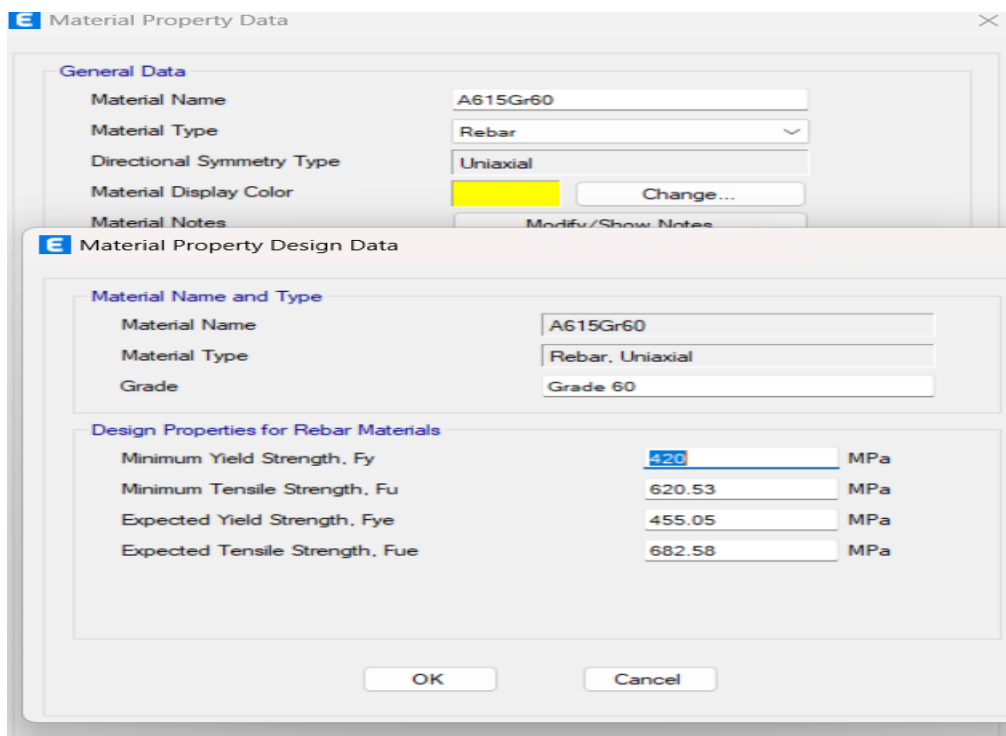 E Material Property Data
General Data
Material Name A615Gr60
Material Type Rebar
Directional Symmetry Type Uniaxial
Material Display Color Change...
Material Notes Modify/Show Notes...
E Material Property Design Data
Material Name and Type
Material Name A615Gr60
Material Type Rebar, Uniaxial
Grade Grade 60
Design Properties for Rebar Materials
Minimum Yield Strength, Fy 420 MPa
Minimum Tensile Strength, Fu 620.53 MPa
Expected Yield Strength, Fye 455.05 MPa
Expected Tensile Strength, Fue 682.58 MPa
OK Cancel